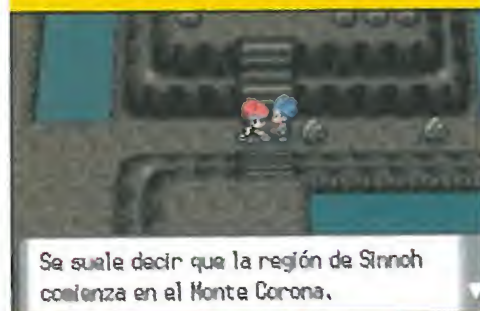 Se suele decir que la región de Sinnoh
comienza en el Monte Corona.